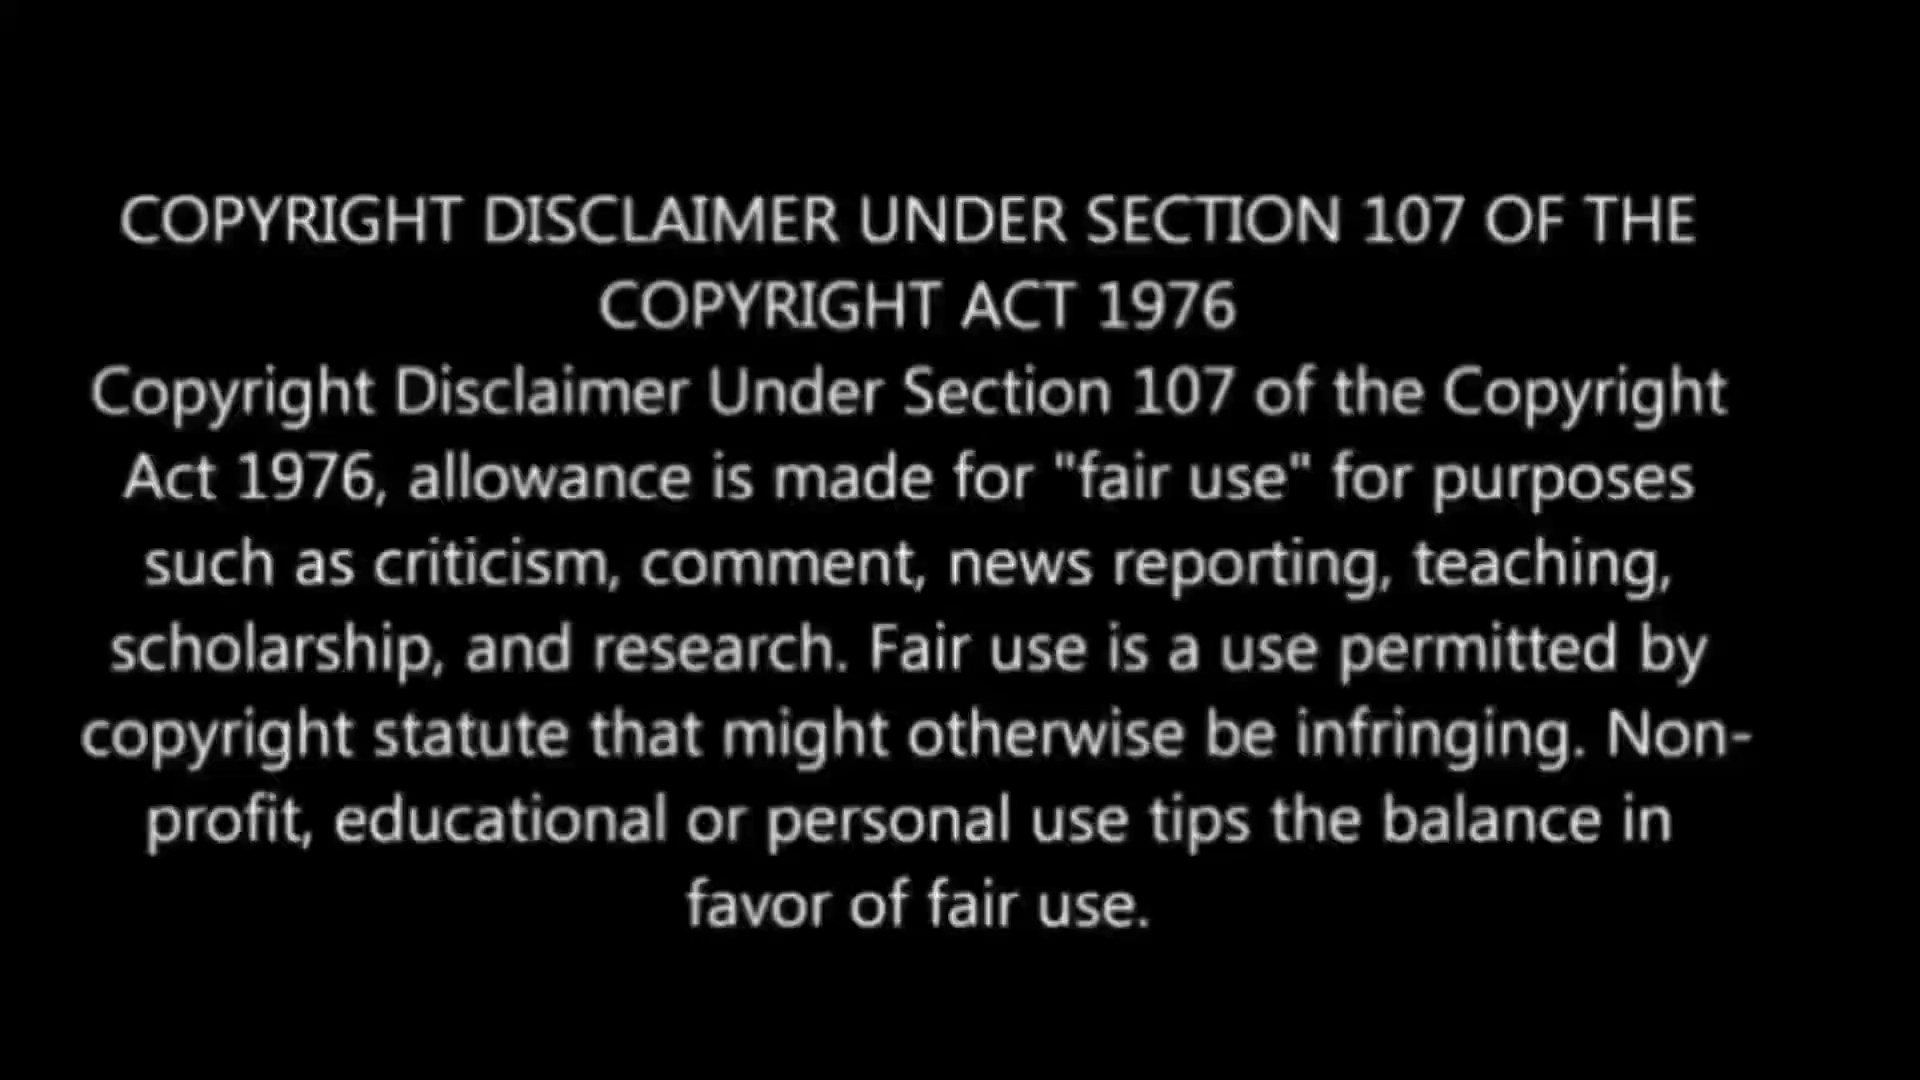 COPYRIGHT DISCLAIMER UNDER SECTION 107 OF THE
COPYRIGHT ACT 1976
Copyright Disclaimer Under Section 107 of the Copyright
Act 1976, allowance is made for "fair use" for purposes
such as criticism, comment, news reporting, teaching,
scholarship, and research. Fair use is a use permitted by
copyright statute that might otherwise be infringing. Non-
profit, educational or personal use tips the balance in
favor of fair use.